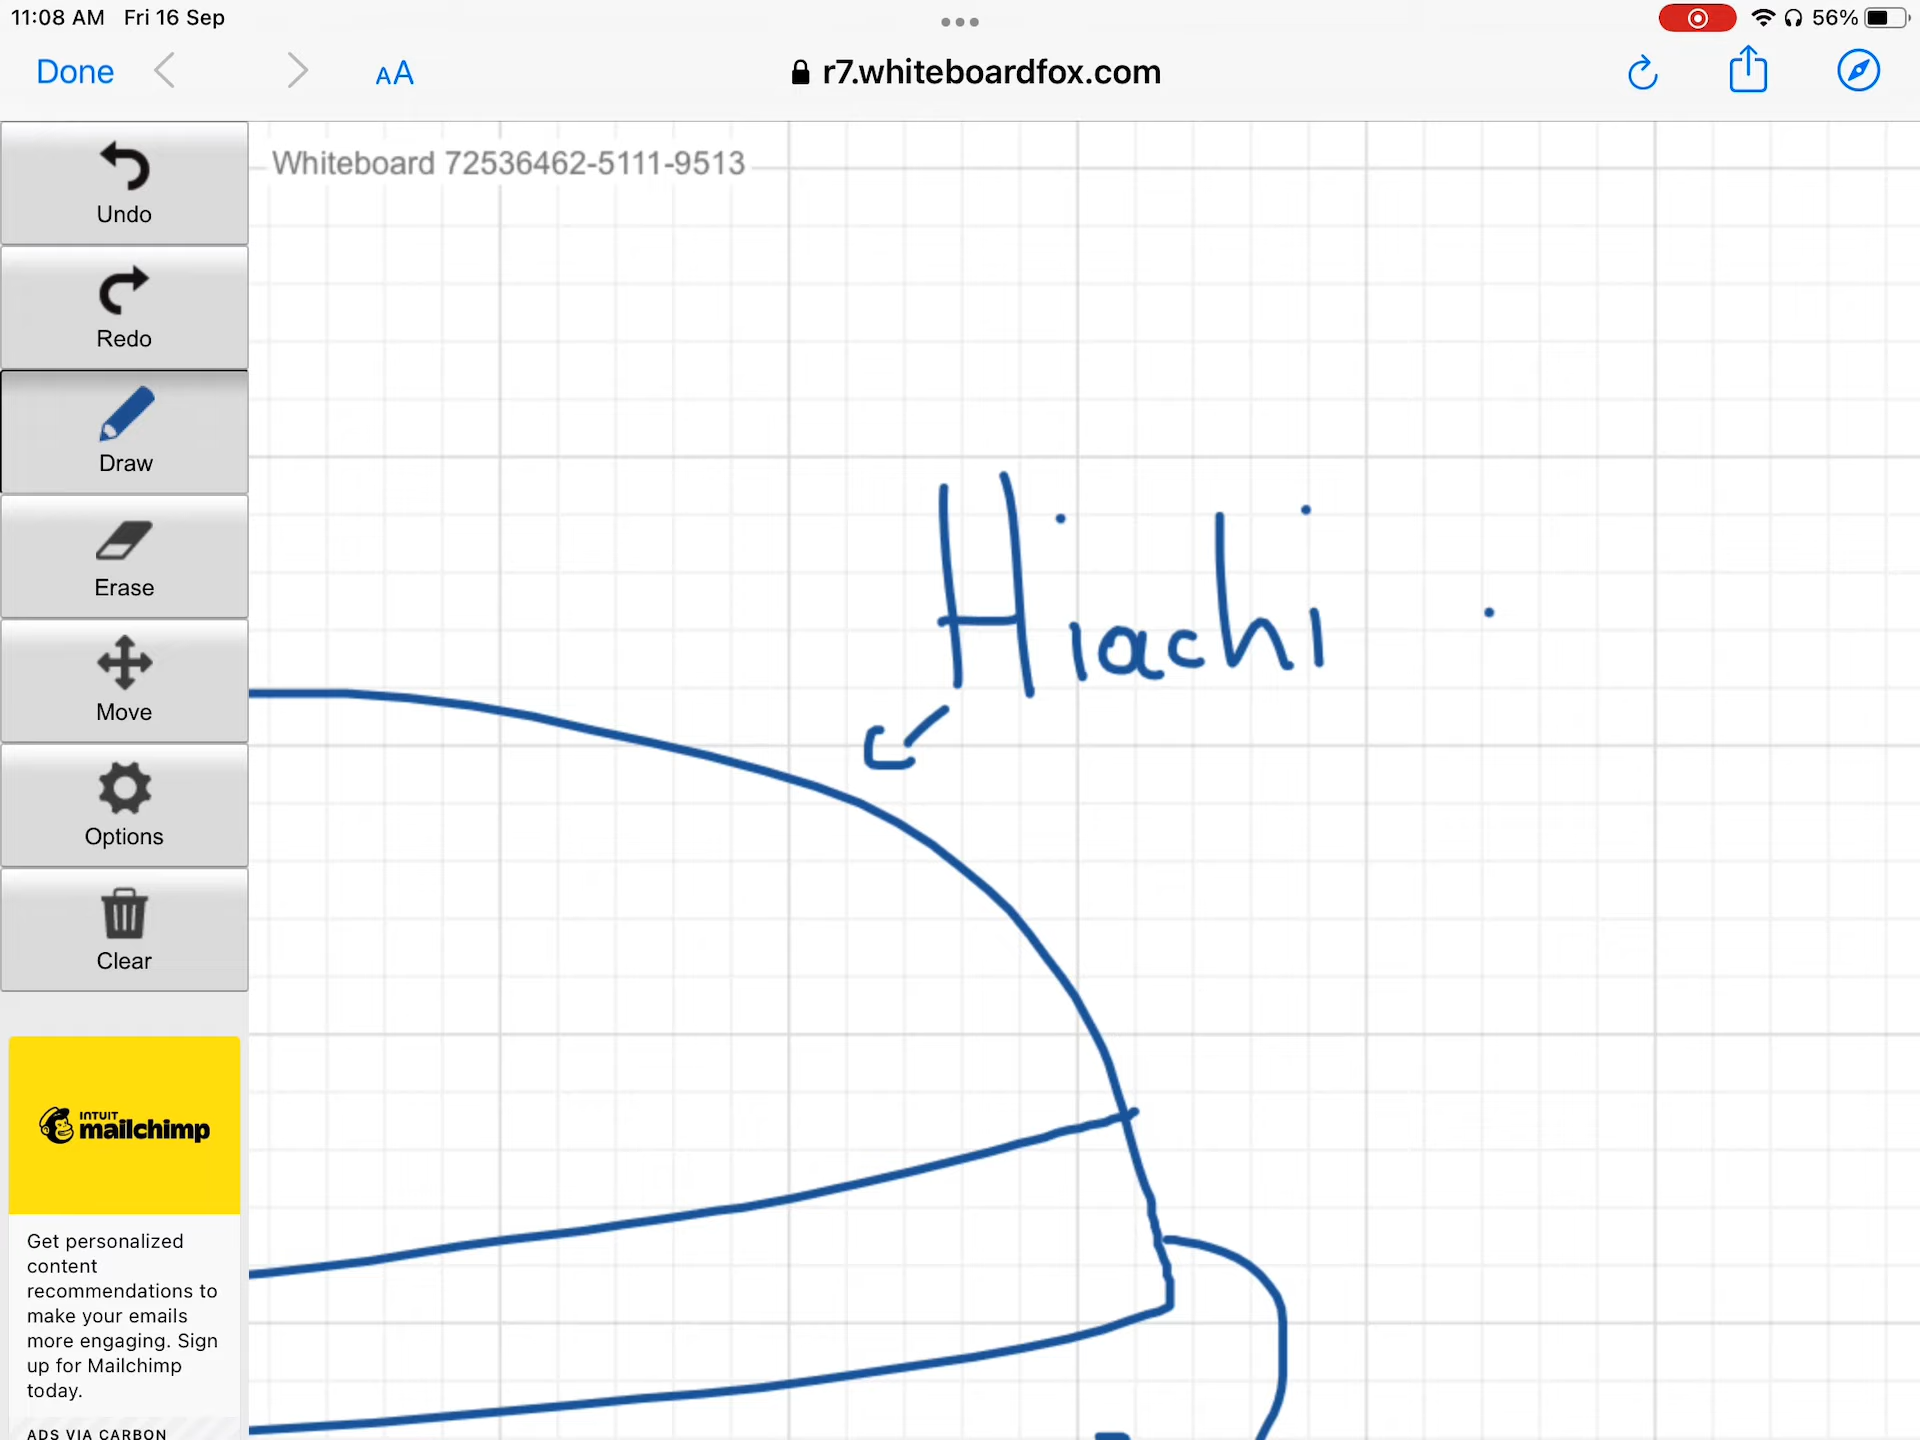 11:08 AM Fri 16 Sep
56%
Done
AA
r7.whiteboardfox.com
Undo
Redo
Draw
Erase
Move
Options
Clear
Whiteboard 72536462-5111-9513
Hiachi
INTUIT
mailchimp
Get personalized
content
recommendations to
make your emails
more engaging. Sign
up for Mailchimp
today.
ADS VIA CARBON